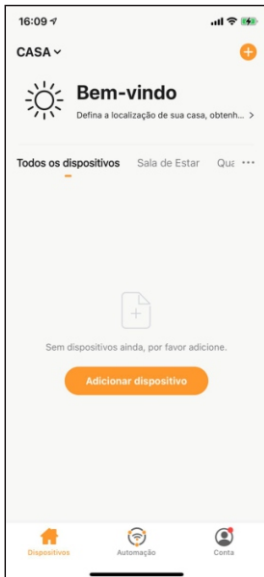 16:09
CASA
Bem-vindo
Defina a localização de sua casa, obtenh... >
Todos os dispositivos Sala de Estar Qua ...
Sem dispositivos ainda, por favor adicione.
Adicionar dispositivo
Dispositivos Automação Conta